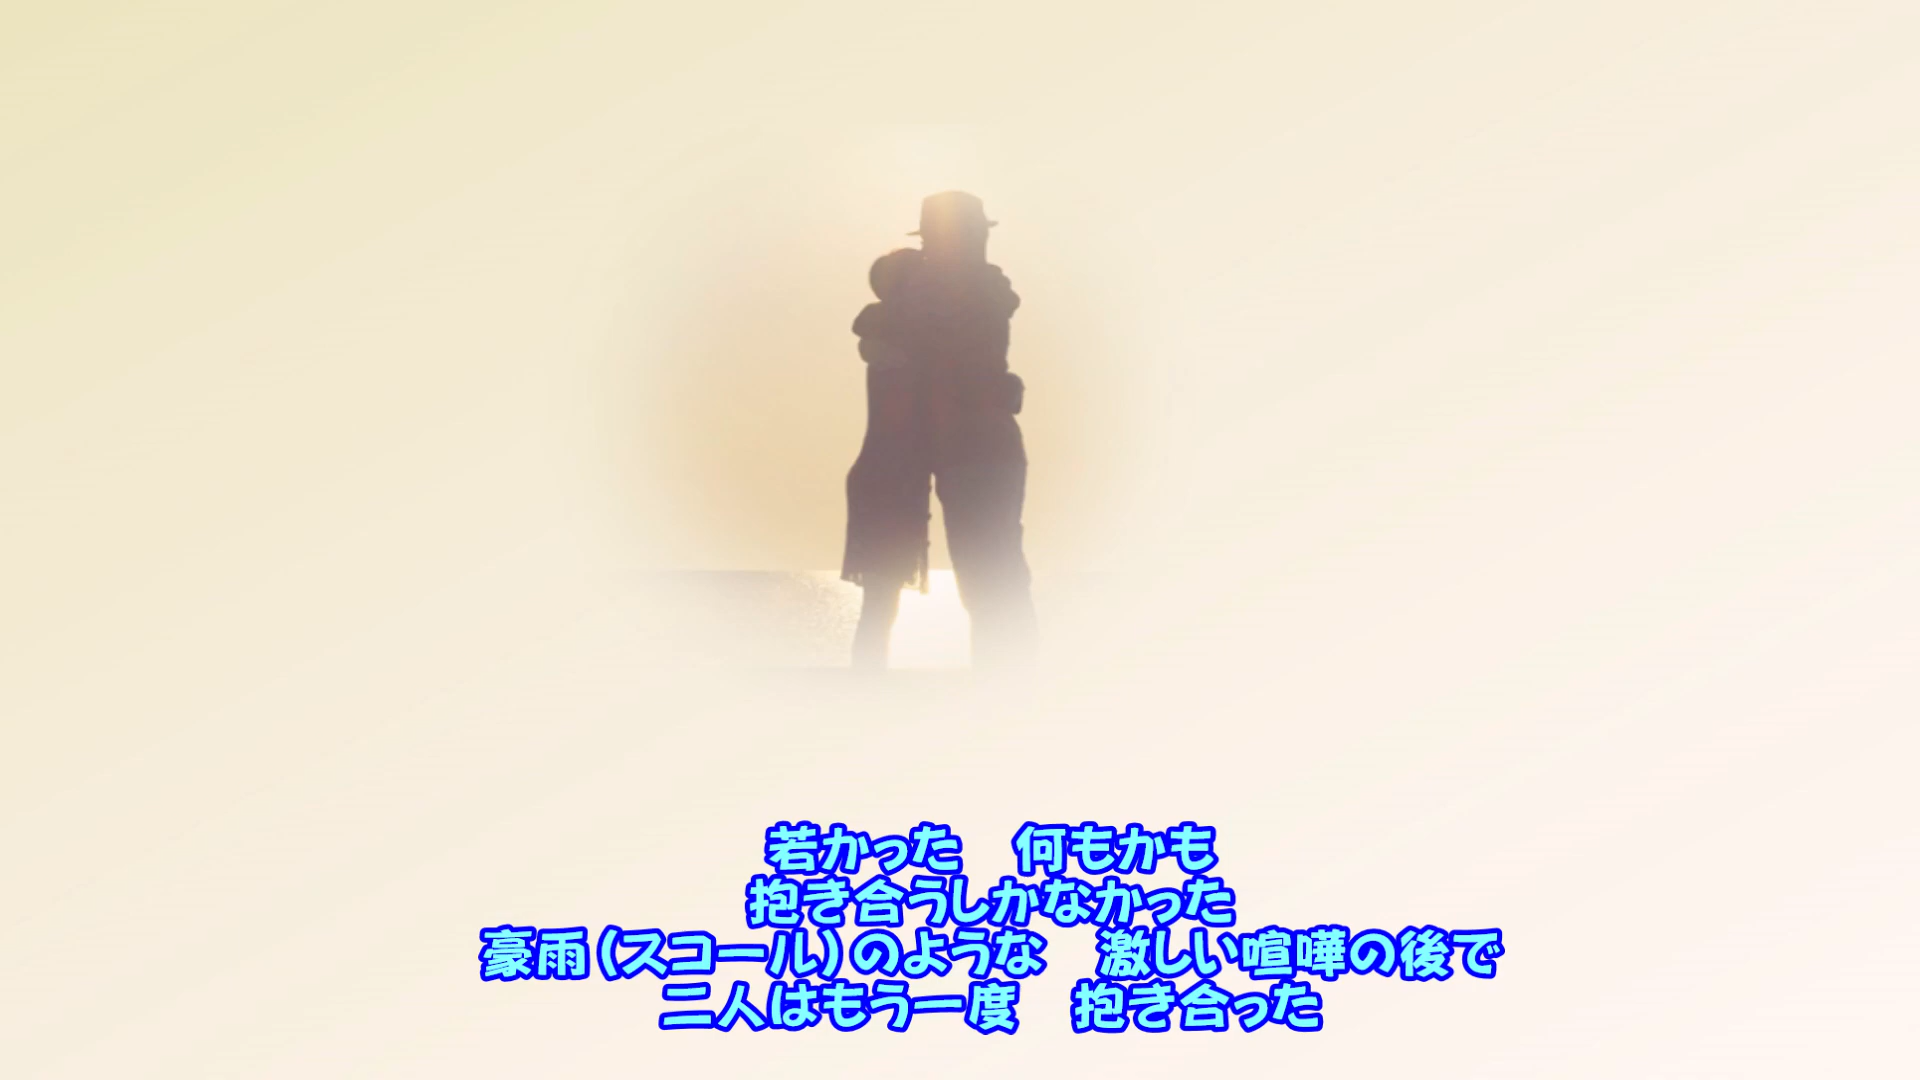 若かった　何もかも
抱き合うしかなかった
豪雨（スコール）のような　激しい喧嘩の後で
二人はもう一度　抱き合った